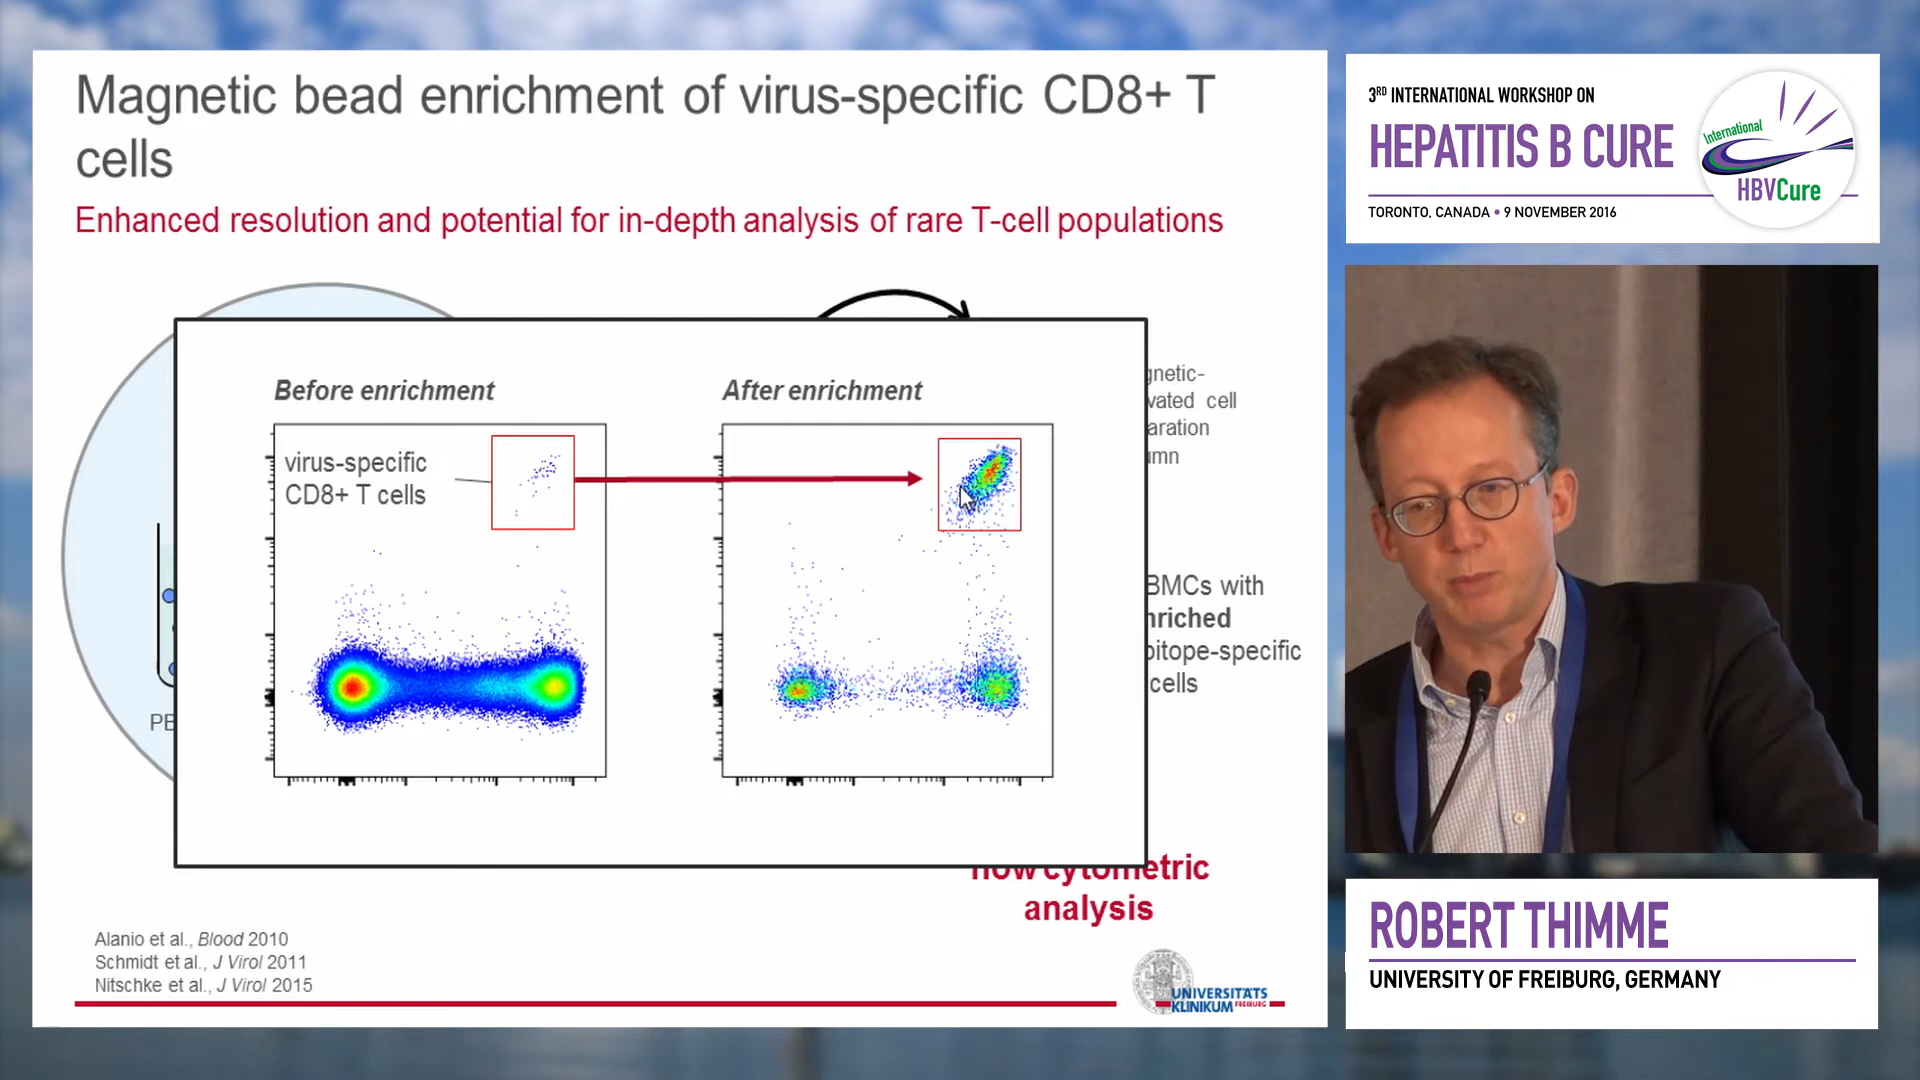 Magnetic bead enrichment of virus-specific CD8+ T
cells
Enhanced resolution and potential for in-depth analysis of rare T-cell populations
Before enrichment
After enrichment
virus-specific
CD8+ T cells
gnetic-
vated cell
aration
mn
BMCs with
nriched
pitope-specific
cells
PB
flow cytometric
analysis
Alanio et al., Blood 2010
Schmidt et al., J Virol 2011
Nitschke et al., J Virol 2015
UNIVERSITÄTS
KLINIKUM FREIBURG
3RD INTERNATIONAL WORKSHOP ON
HEPATITIS B CURE
TORONTO, CANADA • 9 NOVEMBER 2016
International
HBVCure
ROBERT THIMME
UNIVERSITY OF FREIBURG, GERMANY